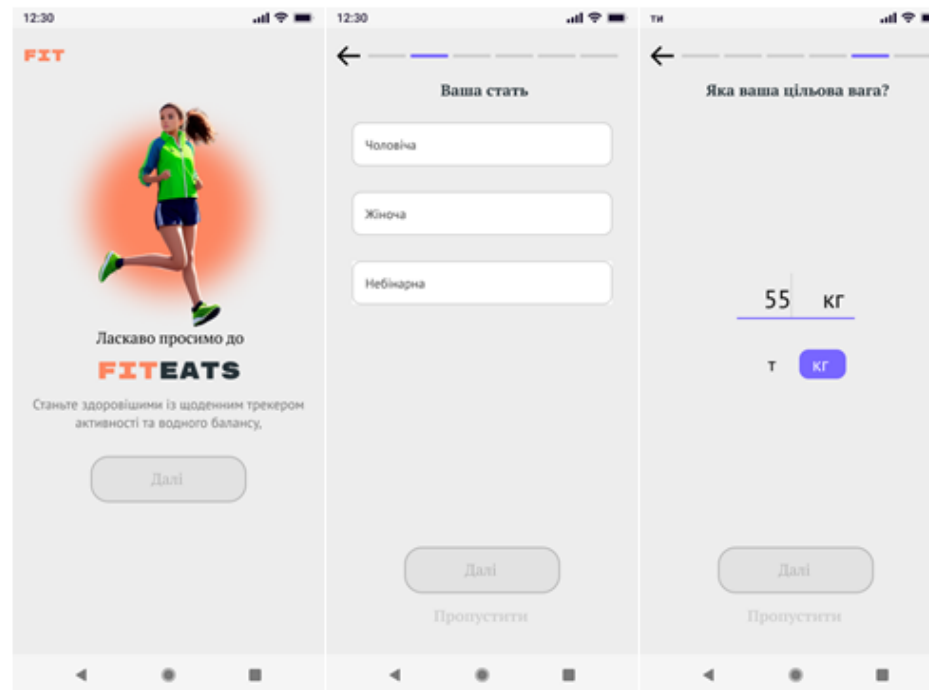 12:30
FIT
Ласкаво просимо до
FITEATS
Станьте здоровішими із щоденним трекером
активності та водного балансу,
Далі
12:30
Ваша стать
Чоловіча
Жіноча
Небінарна
Далі
Пропустити
ти
Яка ваша цільова вага?
55 кг
т кг
Далі
Пропустити